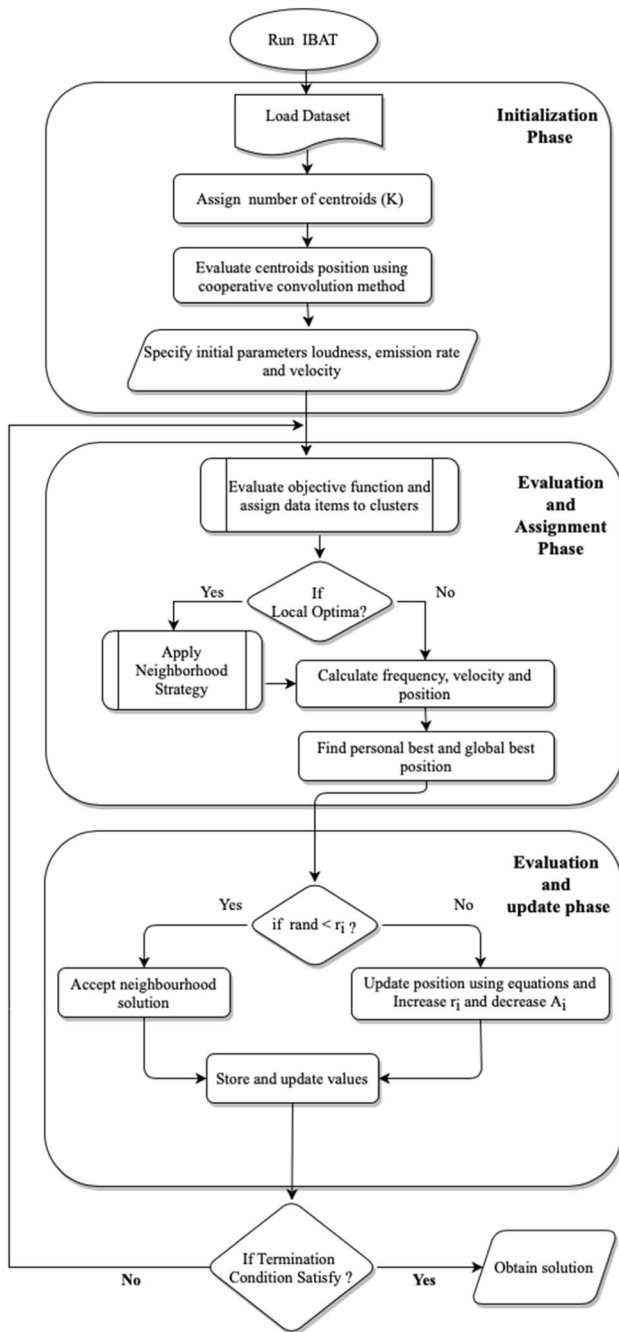 Run IBAT
Load Dataset
Initialization
Phase
Assign number of centroids (K)
Evaluate centroids position using
cooperative convolution method
Specify initial parameters loudness, emission rate
and velocity
Evaluate objective function and
assign data items to clusters
Evaluation
and
Assignment
Phase
If
Local Optima?
Yes
No
Apply
Neighborhood
Strategy
Calculate frequency, velocity and
position
Find personal best and global best
position
Evaluation
and
update phase
if rand < ri ?
Yes
No
Accept neighbourhood
solution
Update position using equations and
Increase ri and decrease Ai
Store and update values
If Termination
Condition Satisfy ?
No
Yes
Obtain solution